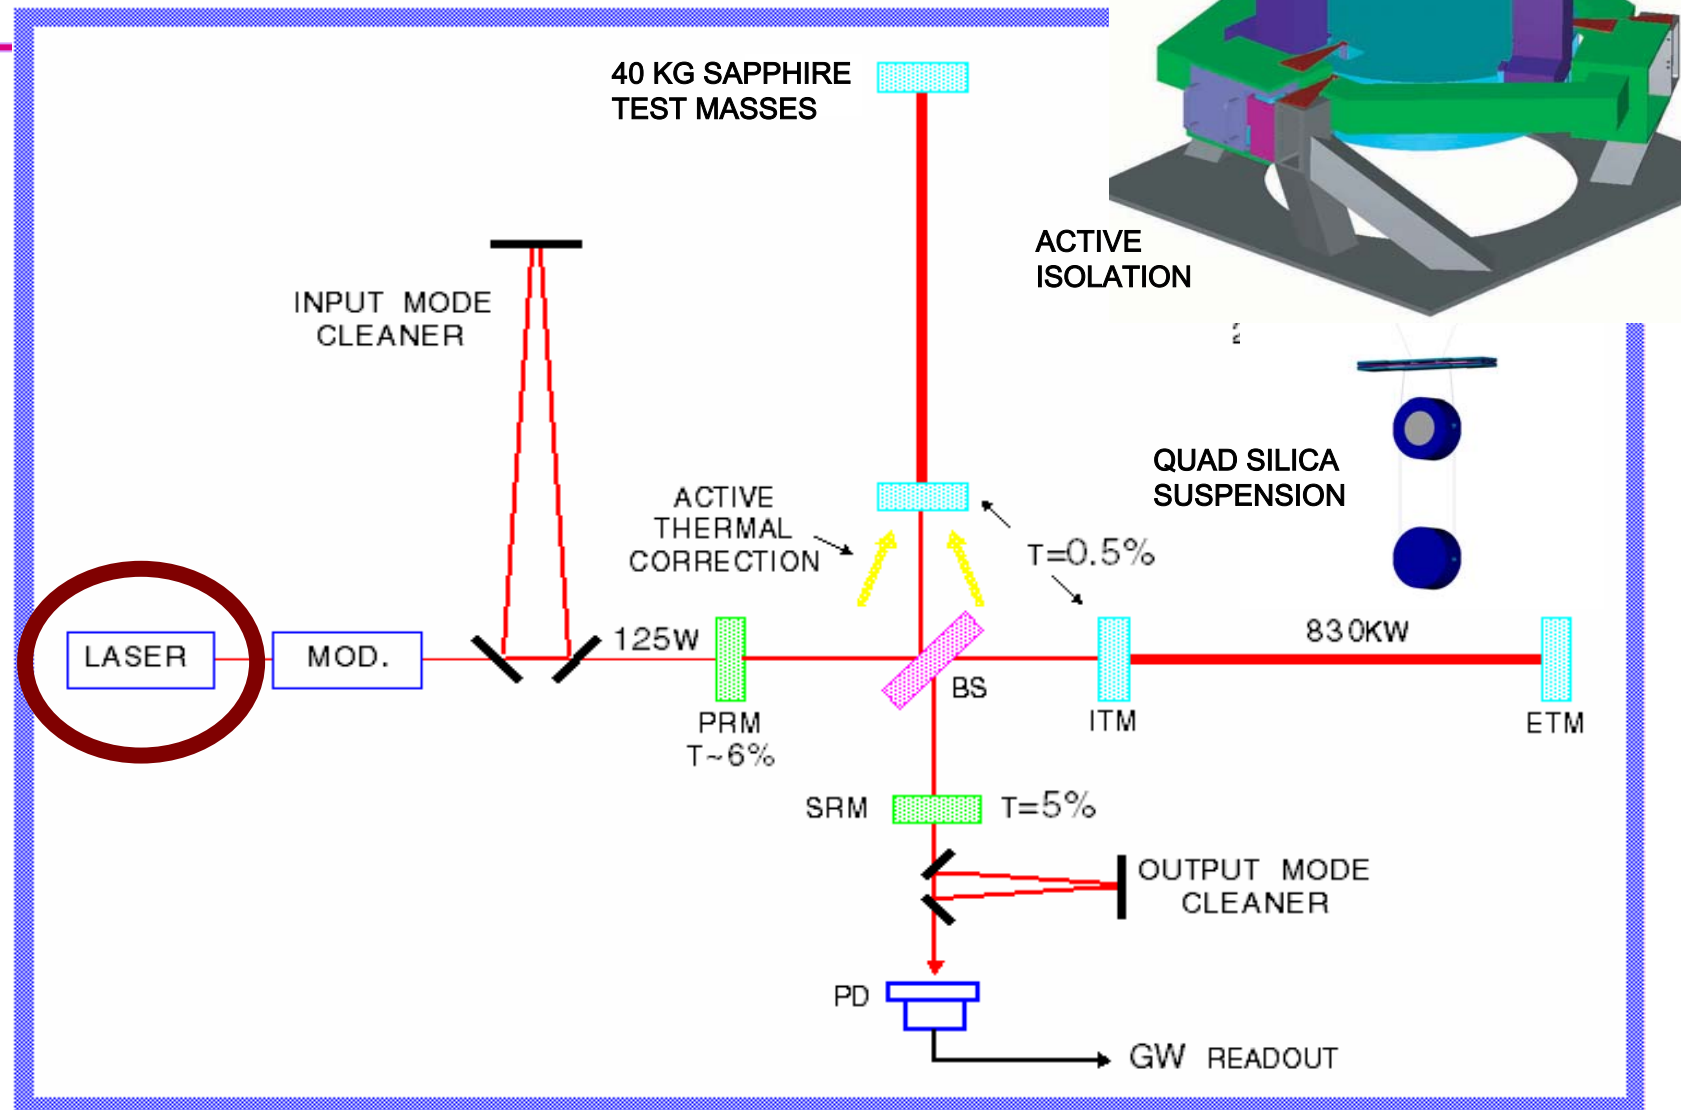 40 KG SAPPHIRE
TEST MASSES
ACTIVE
ISOLATION
INPUT MODE
CLEANER
QUAD SILICA
SUSPENSION
ACTIVE
THERMAL
CORRECTION
T=0.5%
LASER
MOD.
125W
830KW
BS
PRM
T~6%
ITM
ETM
SRM
T=5%
OUTPUT MODE
CLEANER
PD
GW READOUT